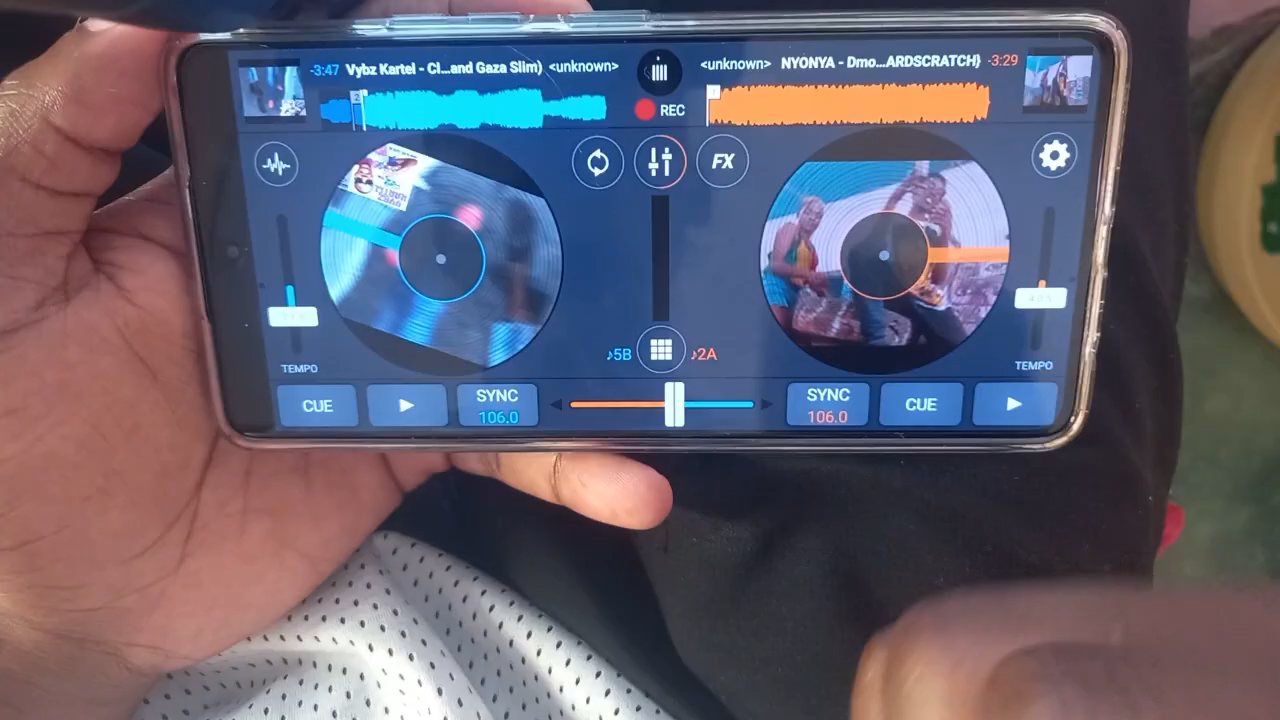 -3:47 Vybz Kartel - Cl...and Gaza Slim) <unknown>
<unknown> NYONYA - Dmo...ARDSCRATCH} -3:29
2
REC
FX
TEMPO
♪5B
♪2A
TEMPO
CUE
SYNC
106.0
SYNC
106.0
CUE